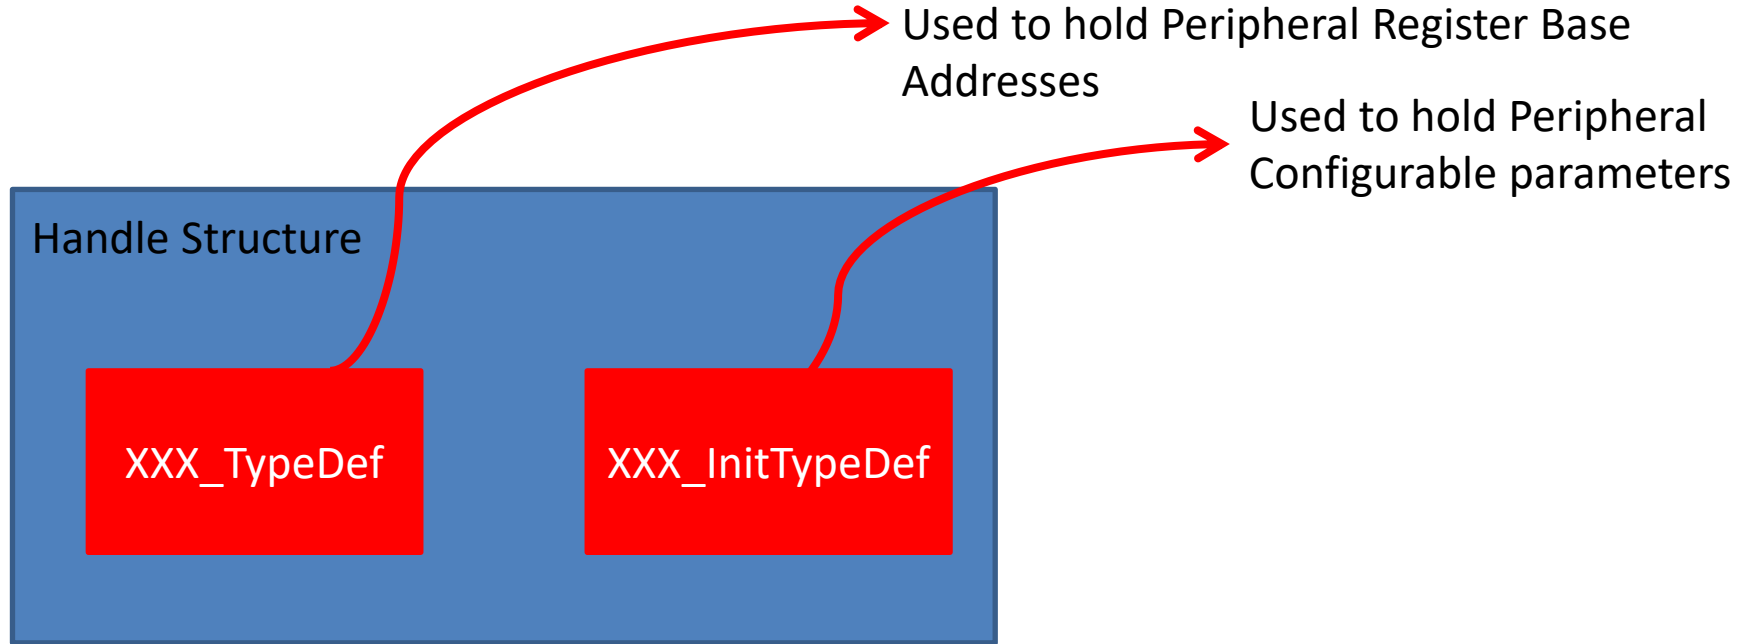 Used to hold Peripheral Register Base
Addresses
Used to hold Peripheral
Configurable parameters
Handle Structure
XXX_TypeDef
XXX_InitTypeDef